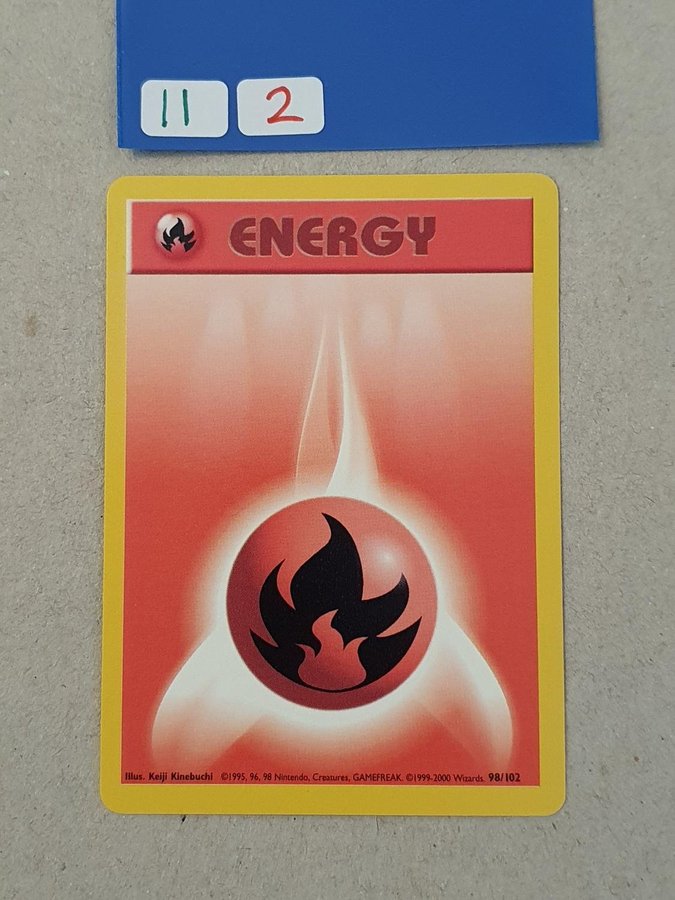 11 2
ENERGY
Illus. Keiji Kinebuchi ©1995, 96, 98 Nintendo, Creatures, GAMEFREAK. ©1999-2000 Wizards. 98/102